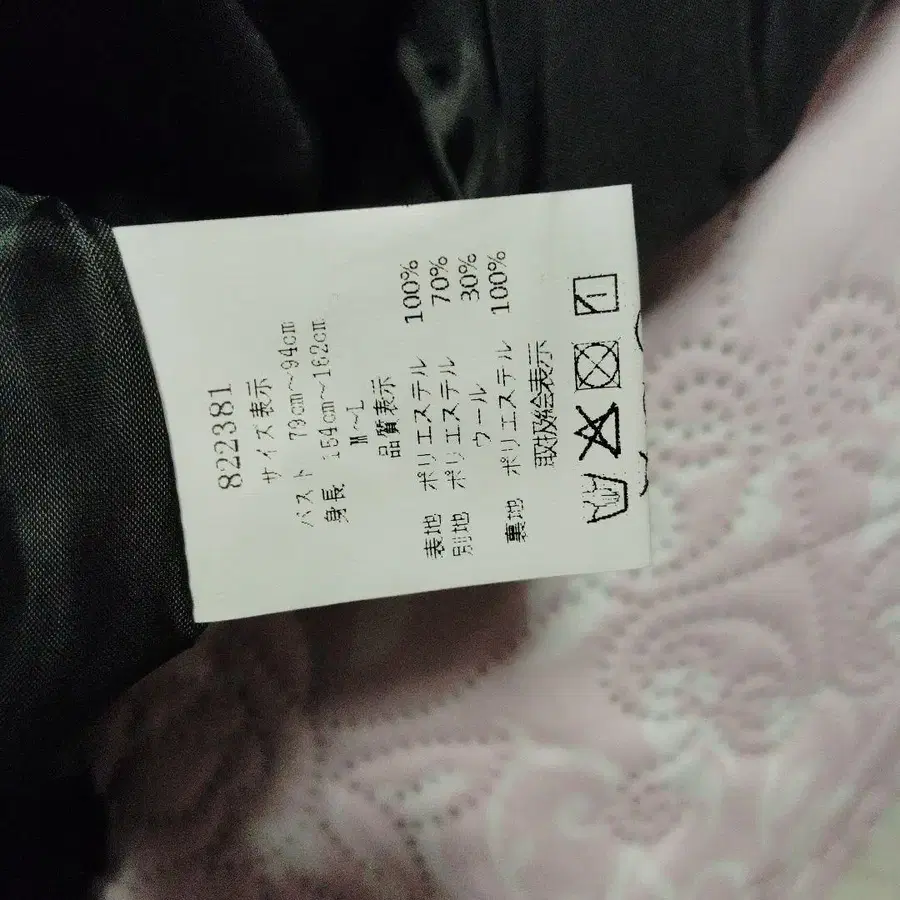 822381
サイズ表示
バスト 79cm～94cm
身長 154cm～162cm
M～L
品質表示
表地 ポリエステル 100%
別地 ポリエステル 70%
ウール 30%
裏地 ポリエステル 100%
取扱絵表示